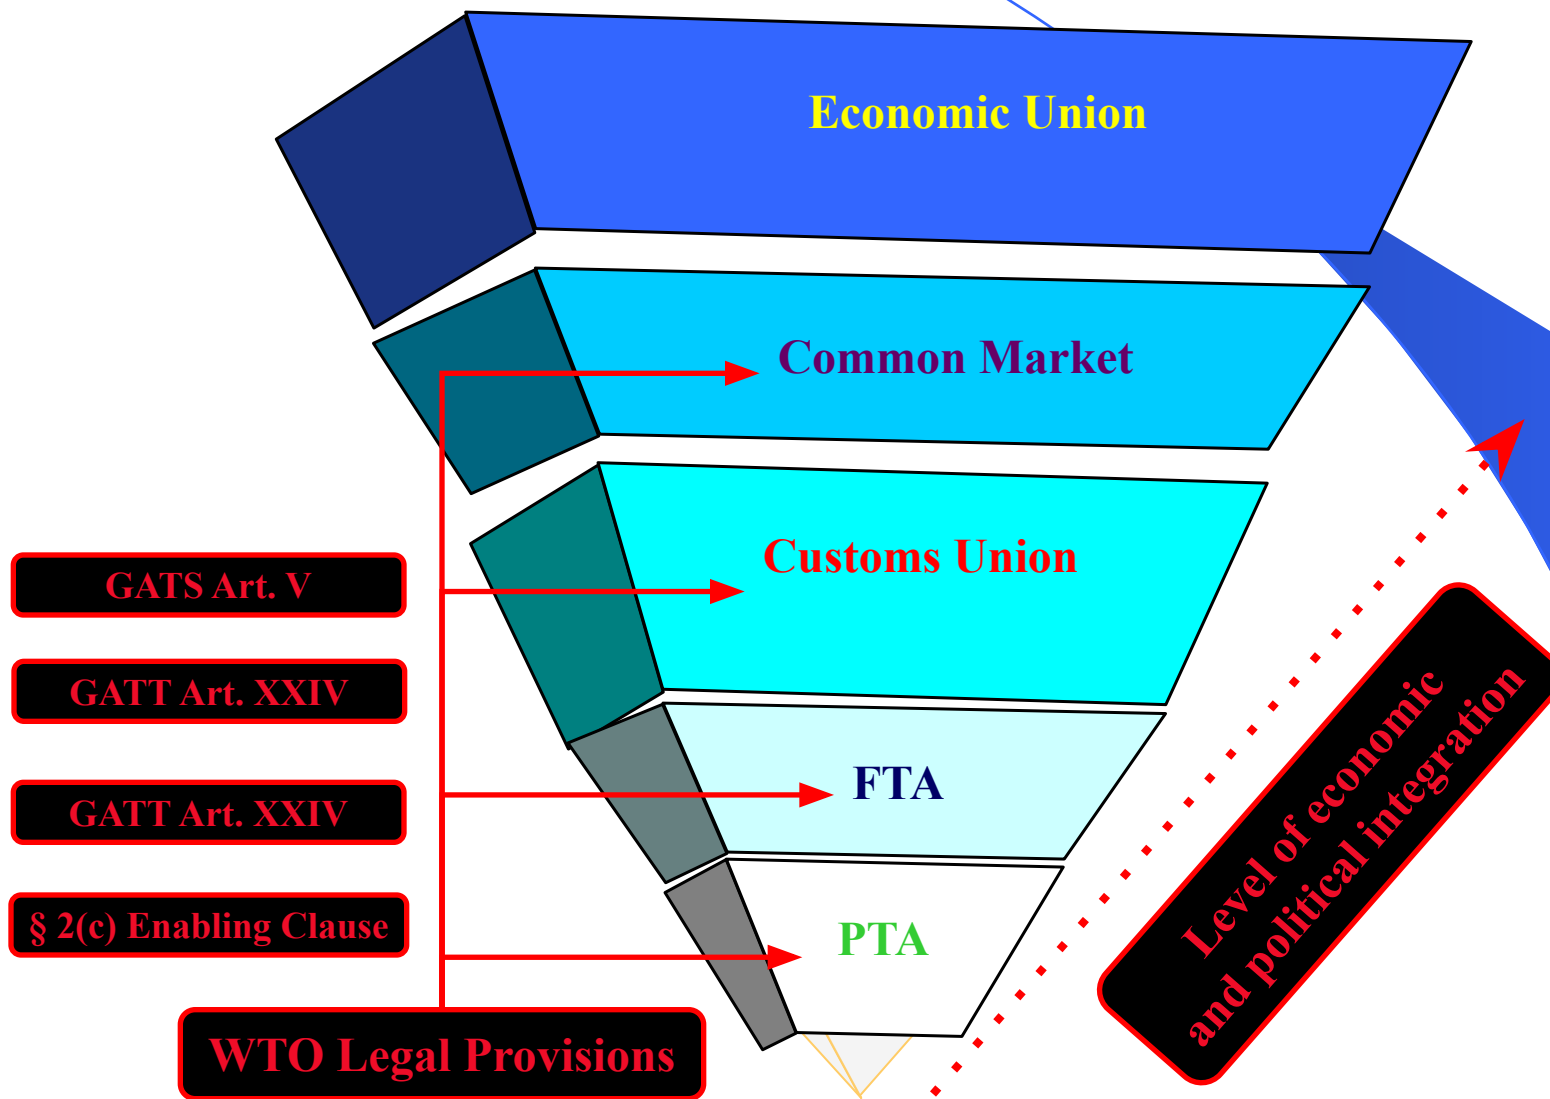 Economic Union
Common Market
Customs Union
GATS Art. V
GATT Art. XXIV
FTA
GATT Art. XXIV
§ 2(c) Enabling Clause
PTA
WTO Legal Provisions
Level of economic
and political integration